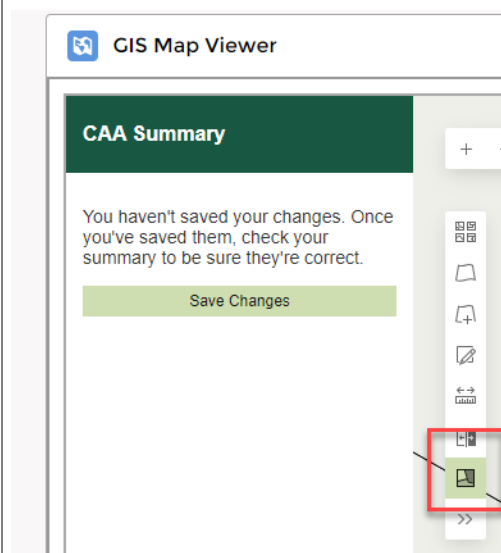 GIS Map Viewer
CAA Summary
You haven't saved your changes. Once
you've saved them, check your
summary to be sure they're correct.
Save Changes